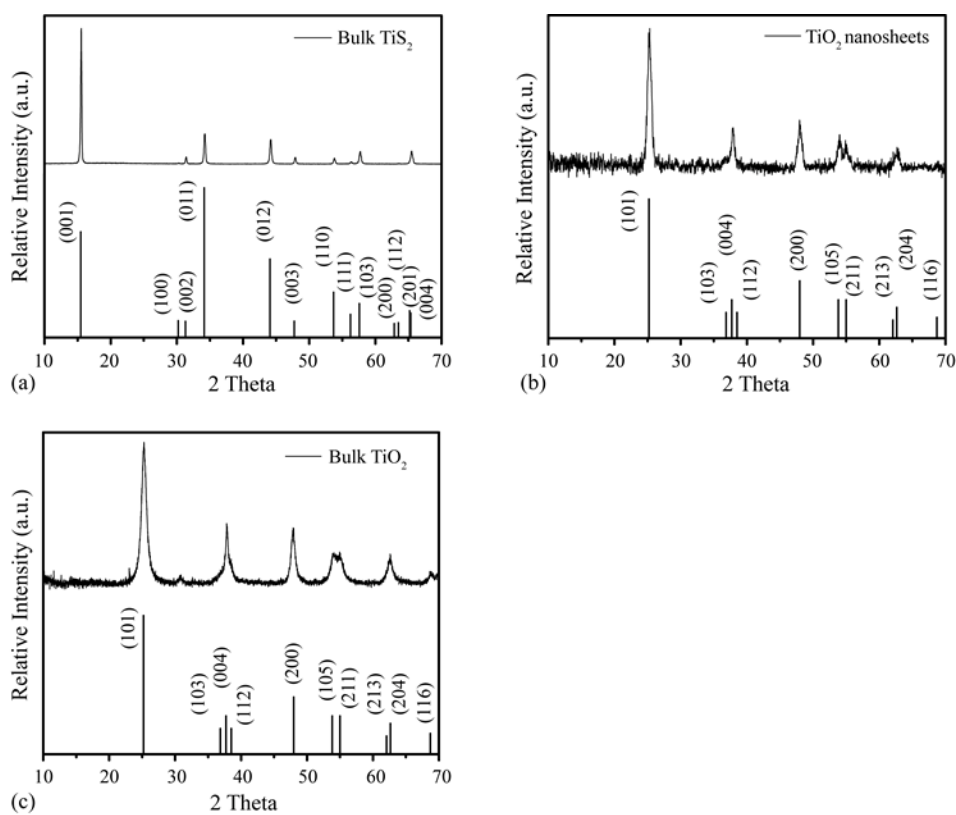 Relative Intensity (a.u.)
Bulk TiS2
(001)
(100)
(002)
(011)
(012)
(003)
(110)
(111)
(103)
(200)
(112)
(201)
(004)
10 20 30 40 50 60 70
(a)
2 Theta
Relative Intensity (a.u.)
TiO2 nanosheets
(101)
(103)
(004)
(112)
(200)
(105)
(211)
(213)
(204)
(116)
10 20 30 40 50 60 70
(b)
2 Theta
Relative Intensity (a.u.)
Bulk TiO2
(101)
(103)
(004)
(112)
(200)
(105)
(211)
(213)
(204)
(116)
10 20 30 40 50 60 70
(c)
2 Theta